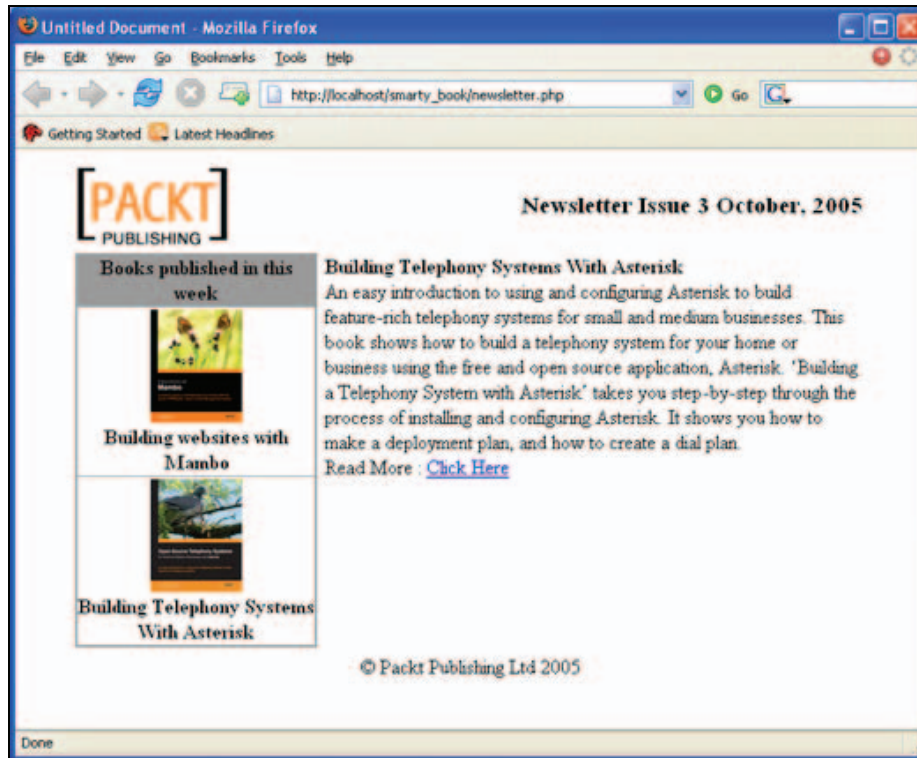 Untitled Document - Mozilla Firefox
File Edit View Go Bookmarks Tools Help
http://localhost/smarty_book/newsletter.php Go G
Getting Started Latest Headlines
[PACKT]
PUBLISHING
Newsletter Issue 3 October, 2005
Books published in this
week
Mambo
Building websites with
Mambo
Open Source Telephony Systems
Building Telephony Systems
With Asterisk
Building Telephony Systems With Asterisk
An easy introduction to using and configuring Asterisk to build
feature-rich telephony systems for small and medium businesses. This
book shows how to build a telephony system for your home or
business using the free and open source application, Asterisk. 'Building
a Telephony System with Asterisk' takes you step-by-step through the
process of installing and configuring Asterisk. It shows you how to
make a deployment plan, and how to create a dial plan.
Read More : Click Here
© Packt Publishing Ltd 2005
Done